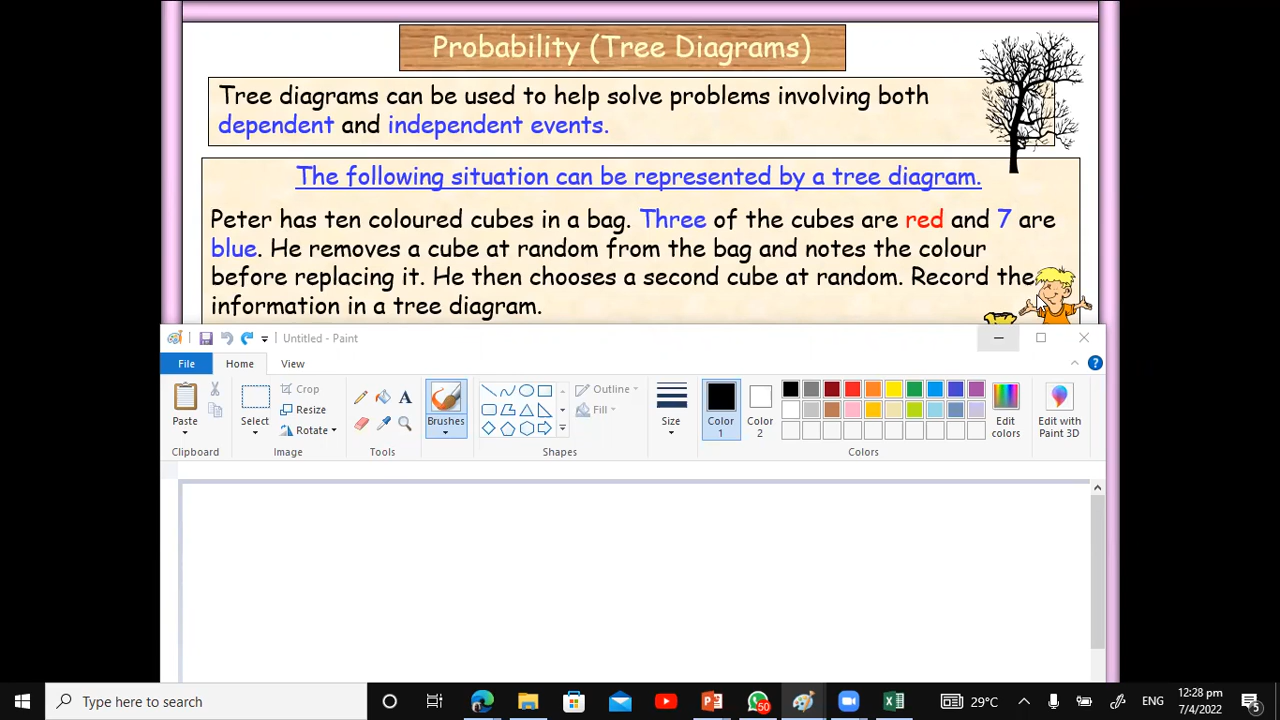 Probability (Tree Diagrams)
Tree diagrams can be used to help solve problems involving both
dependent and independent events.
The following situation can be represented by a tree diagram.
Peter has ten coloured cubes in a bag. Three of the cubes are red and 7 are
blue. He removes a cube at random from the bag and notes the colour
before replacing it. He then chooses a second cube at random. Record the
information in a tree diagram.
Untitled - Paint
File Home View
Crop Outline
Resize Fill
Rotate
Paste Select Brushes Size Color 1 Color 2 Edit colors Edit with Paint 3D
Clipboard Image Tools Shapes Colors
Type here to search
50
29°C
ENG
12:28 pm
7/4/2022
5